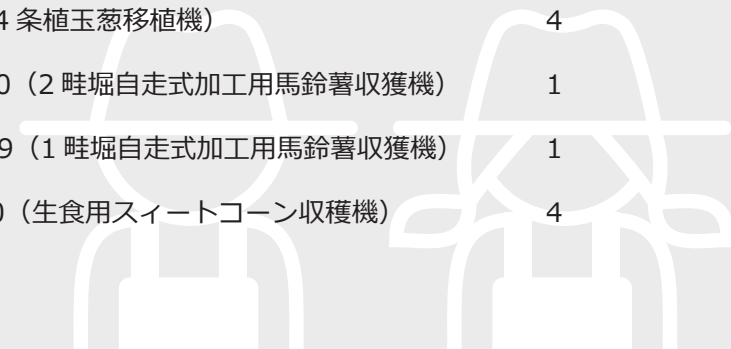 4 条植玉葱移植機） 4
0（2 畦堀自走式加工用馬鈴薯収獲機） 1
9（1 畦堀自走式加工用馬鈴薯収獲機） 1
0（生食用スィートコーン収穫機） 4